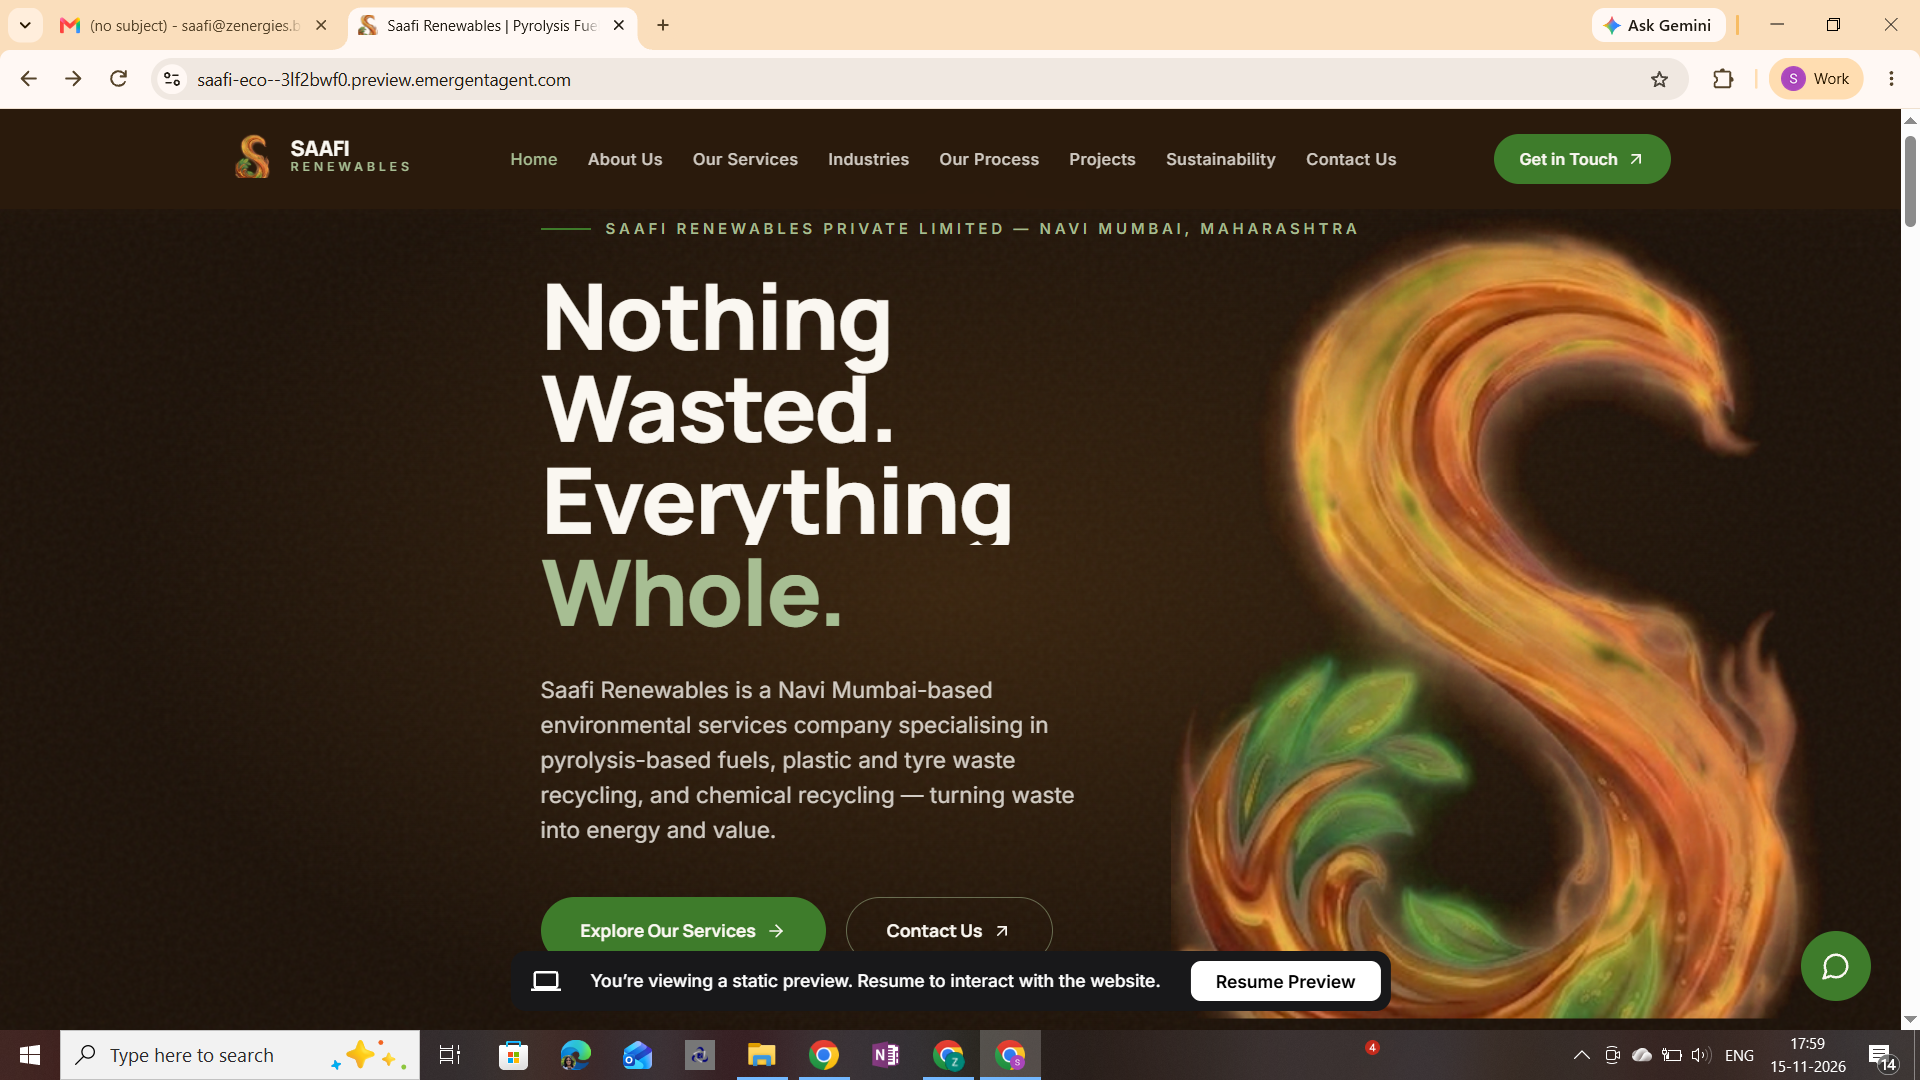 (no subject) - saafi@zenergies.b
Saafi Renewables | Pyrolysis Fue
Ask Gemini
saafi-eco--3lf2bwf0.preview.emergentagent.com
S
Work
SAAFI
RENEWABLES
Home
About Us
Our Services
Industries
Our Process
Projects
Sustainability
Contact Us
Get in Touch
SAAFI RENEWABLES PRIVATE LIMITED — NAVI MUMBAI, MAHARASHTRA
Nothing
Wasted.
Everything
Whole.
Saafi Renewables is a Navi Mumbai-based
environmental services company specialising in
pyrolysis-based fuels, plastic and tyre waste
recycling, and chemical recycling — turning waste
into energy and value.
Explore Our Services
Contact Us
You’re viewing a static preview. Resume to interact with the website.
Resume Preview
Type here to search
4
ENG
17:59
15-11-2026
14